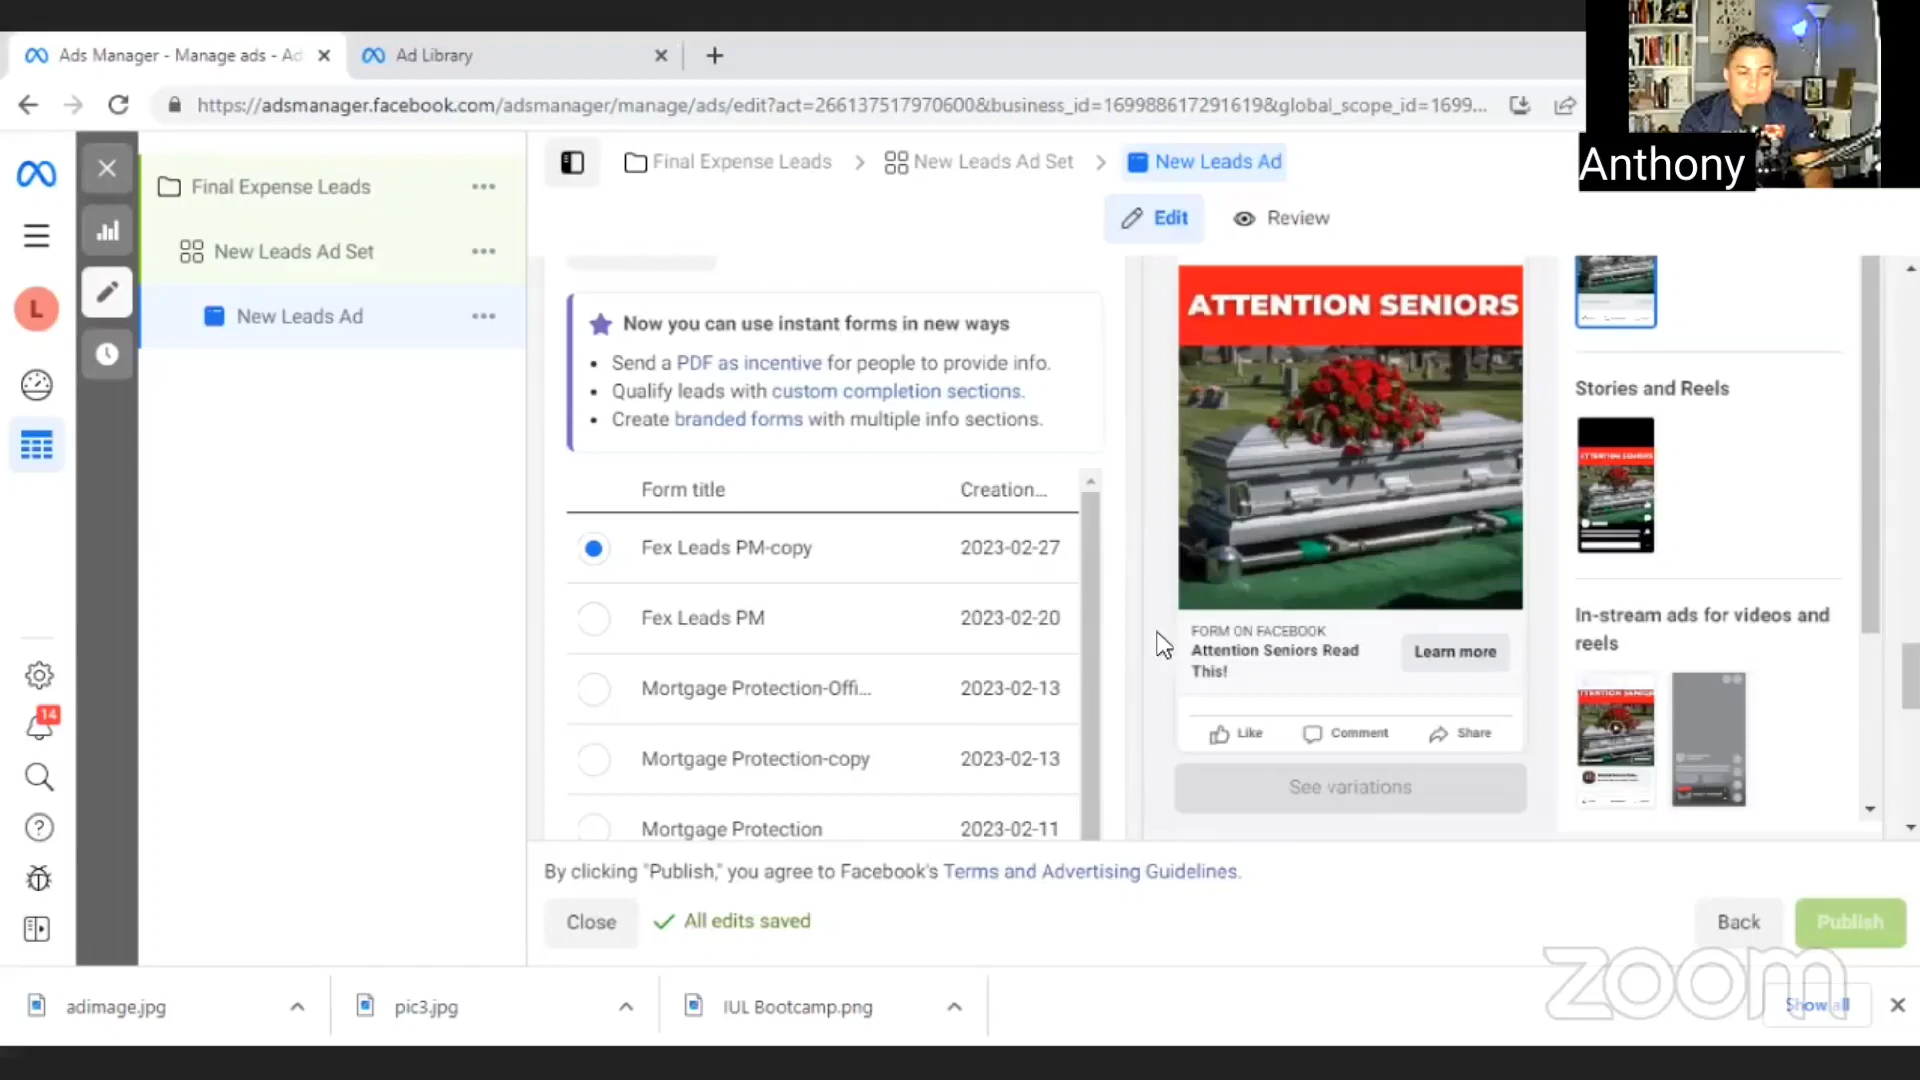 Ads Manager - Manage ads - Ad
Ad Library
https://adsmanager.facebook.com/adsmanager/manage/ads/edit?act=266137517970600&business_id=169988617291619&global_scope_id=1699...
Anthony
Final Expense Leads
New Leads Ad Set
New Leads Ad
L
14
Final Expense Leads
New Leads Ad Set
New Leads Ad
Edit
Review
Now you can use instant forms in new ways
• Send a PDF as incentive for people to provide info.
• Qualify leads with custom completion sections.
• Create branded forms with multiple info sections.
Form title Creation...
Fex Leads PM-copy 2023-02-27
Fex Leads PM 2023-02-20
Mortgage Protection-Offi... 2023-02-13
Mortgage Protection-copy 2023-02-13
Mortgage Protection 2023-02-11
ATTENTION SENIORS
FORM ON FACEBOOK
Attention Seniors Read
This!
Learn more
Like Comment Share
See variations
Stories and Reels
ATTENTION SENIORS
In-stream ads for videos and
reels
By clicking "Publish," you agree to Facebook's Terms and Advertising Guidelines.
Close
All edits saved
Back
Publish
zoom
adimage.jpg
pic3.jpg
IUL Bootcamp.png
Show all